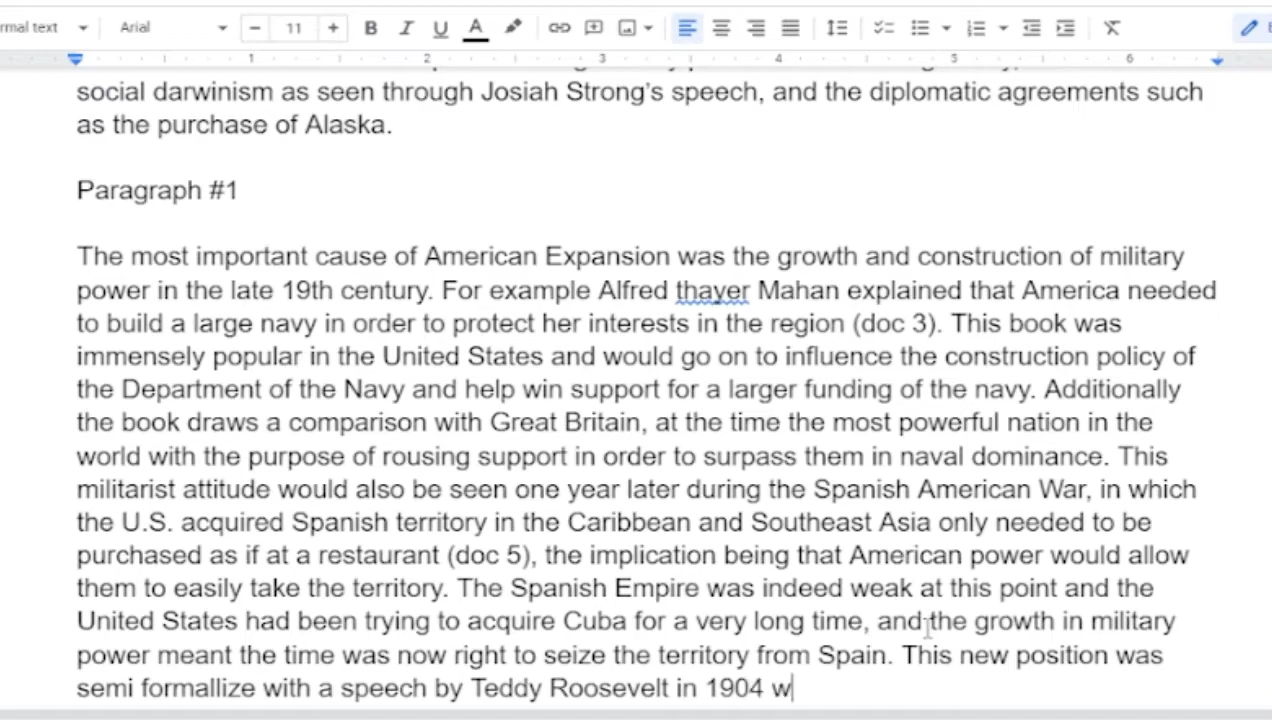 rmal text Arial − 11 + B I U A
1 2 3 4 5 6
social darwinism as seen through Josiah Strong's speech, and the diplomatic agreements such
as the purchase of Alaska.
Paragraph #1
The most important cause of American Expansion was the growth and construction of military
power in the late 19th century. For example Alfred thayer Mahan explained that America needed
to build a large navy in order to protect her interests in the region (doc 3). This book was
immensely popular in the United States and would go on to influence the construction policy of
the Department of the Navy and help win support for a larger funding of the navy. Additionally
the book draws a comparison with Great Britain, at the time the most powerful nation in the
world with the purpose of rousing support in order to surpass them in naval dominance. This
militarist attitude would also be seen one year later during the Spanish American War, in which
the U.S. acquired Spanish territory in the Caribbean and Southeast Asia only needed to be
purchased as if at a restaurant (doc 5), the implication being that American power would allow
them to easily take the territory. The Spanish Empire was indeed weak at this point and the
United States had been trying to acquire Cuba for a very long time, and the growth in military
power meant the time was now right to seize the territory from Spain. This new position was
semi formallize with a speech by Teddy Roosevelt in 1904 w